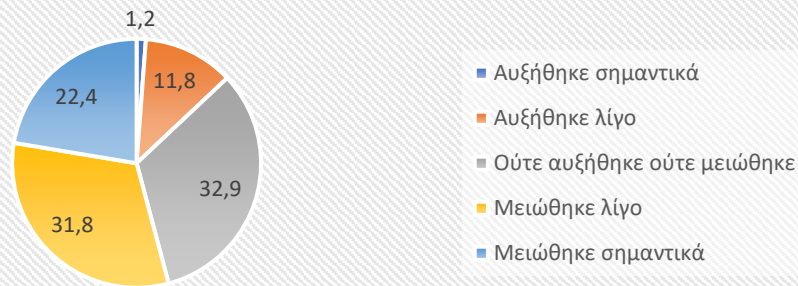 1,2
11,8
32,9
31,8
22,4
Αυξήθηκε σημαντικά
Αυξήθηκε λίγο
Ούτε αυξήθηκε ούτε μειώθηκε
Μειώθηκε λίγο
Μειώθηκε σημαντικά